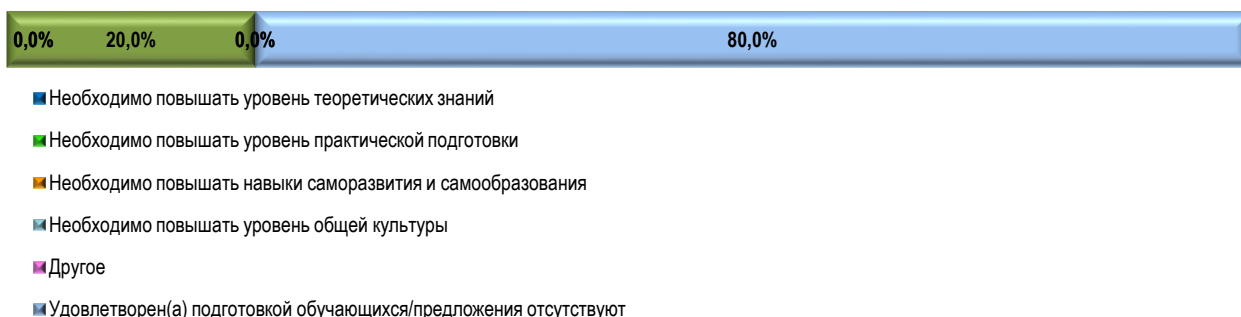 0,0% 20,0% 0,0% 80,0%
Необходимо повышать уровень теоретических знаний
Необходимо повышать уровень практической подготовки
Необходимо повышать навыки саморазвития и самообразования
Необходимо повышать уровень общей культуры
Другое
Удовлетворен(а) подготовкой обучающихся/предложения отсутствуют